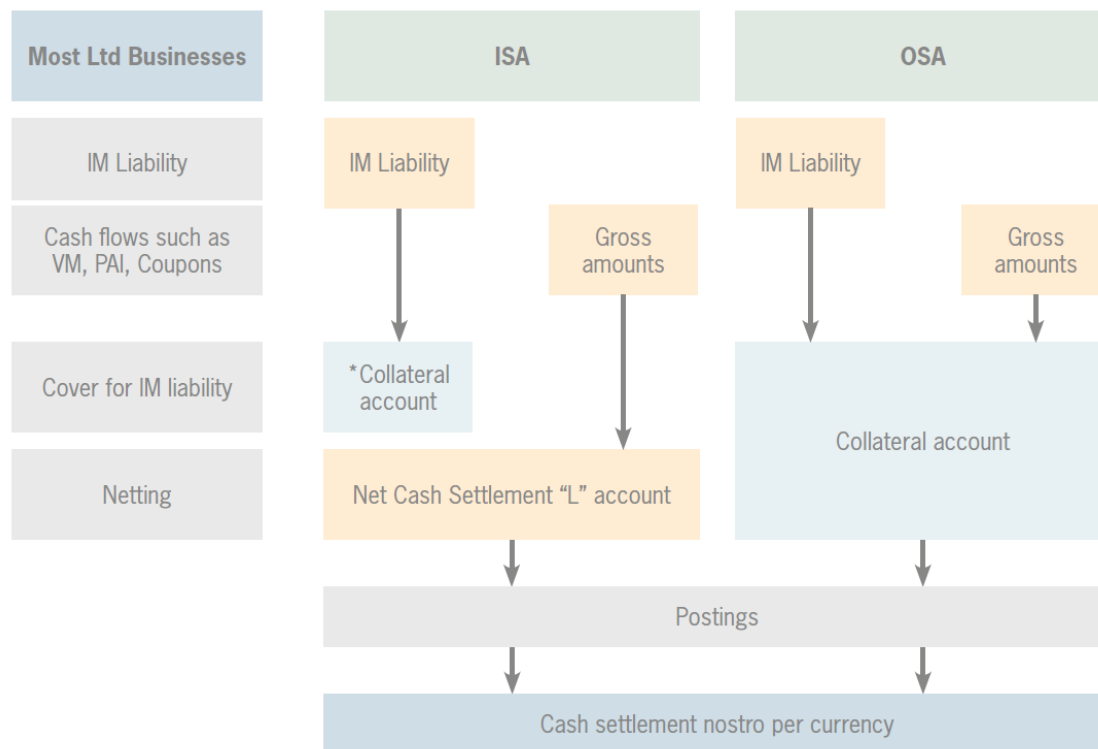 Most Ltd Businesses
ISA
OSA
IM Liability
IM Liability
IM Liability
Cash flows such as
VM, PAI, Coupons
Gross
amounts
Gross
amounts
Cover for IM liability
*Collateral
account
Collateral account
Netting
Net Cash Settlement “L” account
Postings
Cash settlement nostro per currency